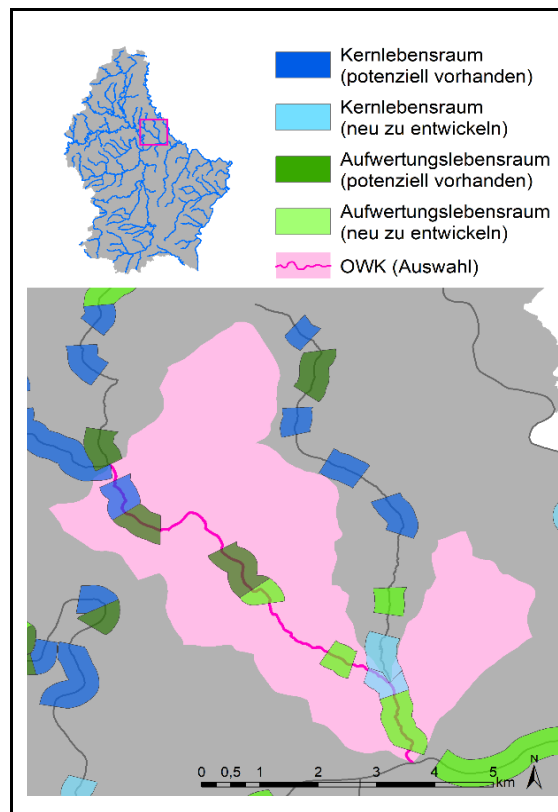 Kernlebensraum
(potenziell vorhanden)
Kernlebensraum
(neu zu entwickeln)
Aufwertungslebensraum
(potenziell vorhanden)
Aufwertungslebensraum
(neu zu entwickeln)
OWK (Auswahl)
0 0,5 1 2 3 4 5
km
N